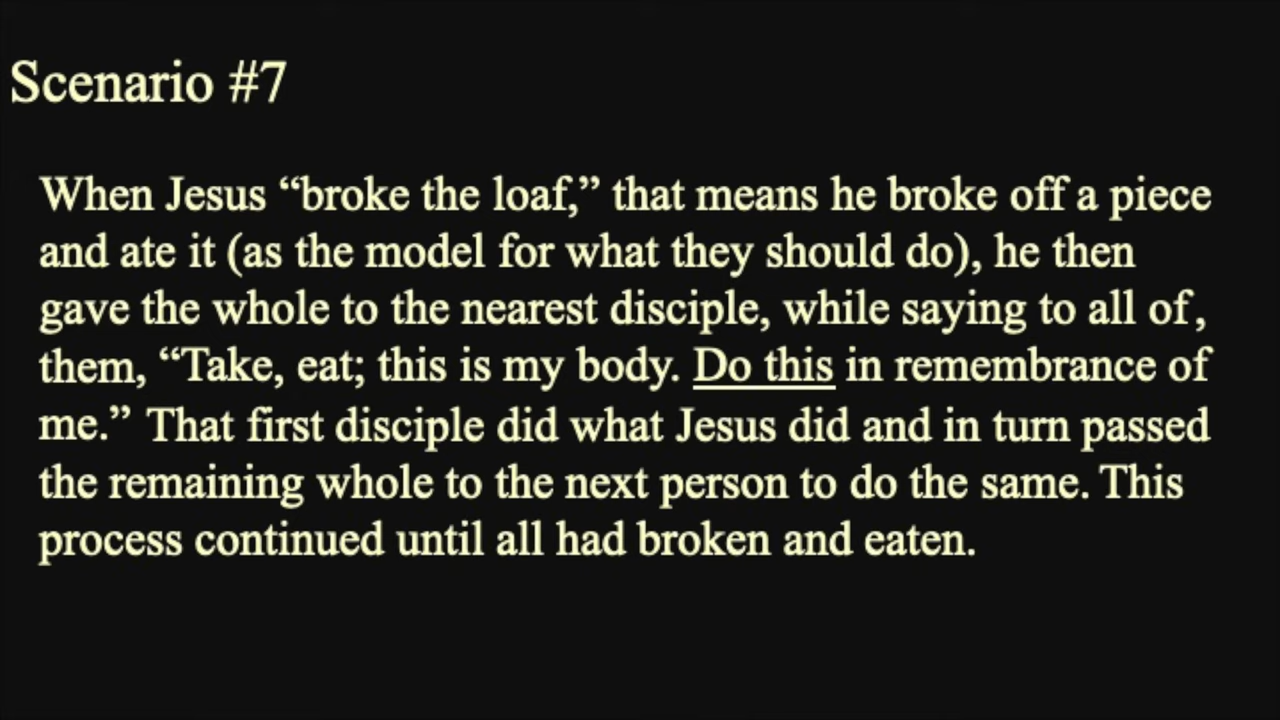 Scenario #7
When Jesus “broke the loaf,” that means he broke off a piece
and ate it (as the model for what they should do), he then
gave the whole to the nearest disciple, while saying to all of,
them, “Take, eat; this is my body. Do this in remembrance of
me.” That first disciple did what Jesus did and in turn passed
the remaining whole to the next person to do the same. This
process continued until all had broken and eaten.